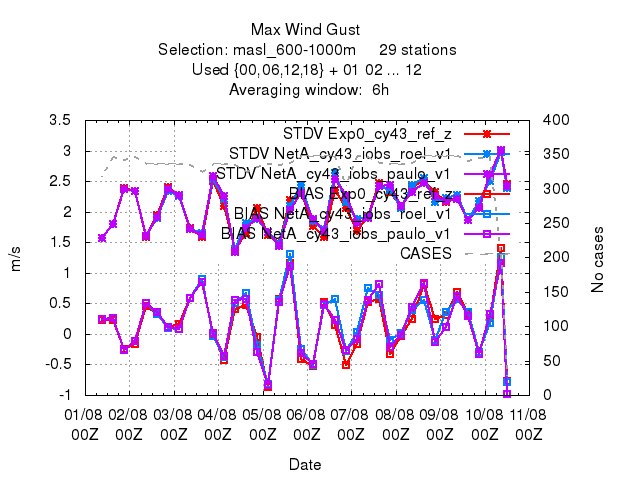 Max Wind Gust
Selection: masl_600-1000m 29 stations
Used {00,06,12,18} + 01 02 ... 12
Averaging window: 6h
STDV Exp0_cy43_ref_z
STDV NetA_cy43_iobs_roel_v1
STDV NetA_cy43_iobs_paulo_v1
BIAS Exp0_cy43_ref_z
BIAS NetA_cy43_iobs_roel_v1
BIAS NetA_cy43_iobs_paulo_v1
CASES
3.5
3
2.5
2
1.5
1
0.5
0
-0.5
-1
m/s
400
350
300
250
200
150
100
50
0
No cases
01/08 02/08 03/08 04/08 05/08 06/08 07/08 08/08 09/08 10/08 11/08
00Z 00Z 00Z 00Z 00Z 00Z 00Z 00Z 00Z 00Z 00Z
Date